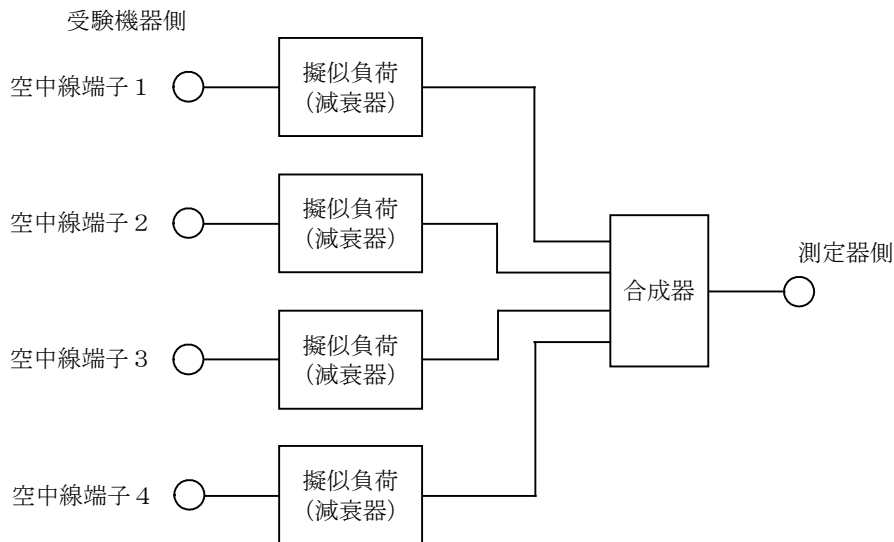 受験機器側
空中線端子1
擬似負荷
（減衰器）
空中線端子2
擬似負荷
（減衰器）
合成器
測定器側
空中線端子3
擬似負荷
（減衰器）
空中線端子4
擬似負荷
（減衰器）